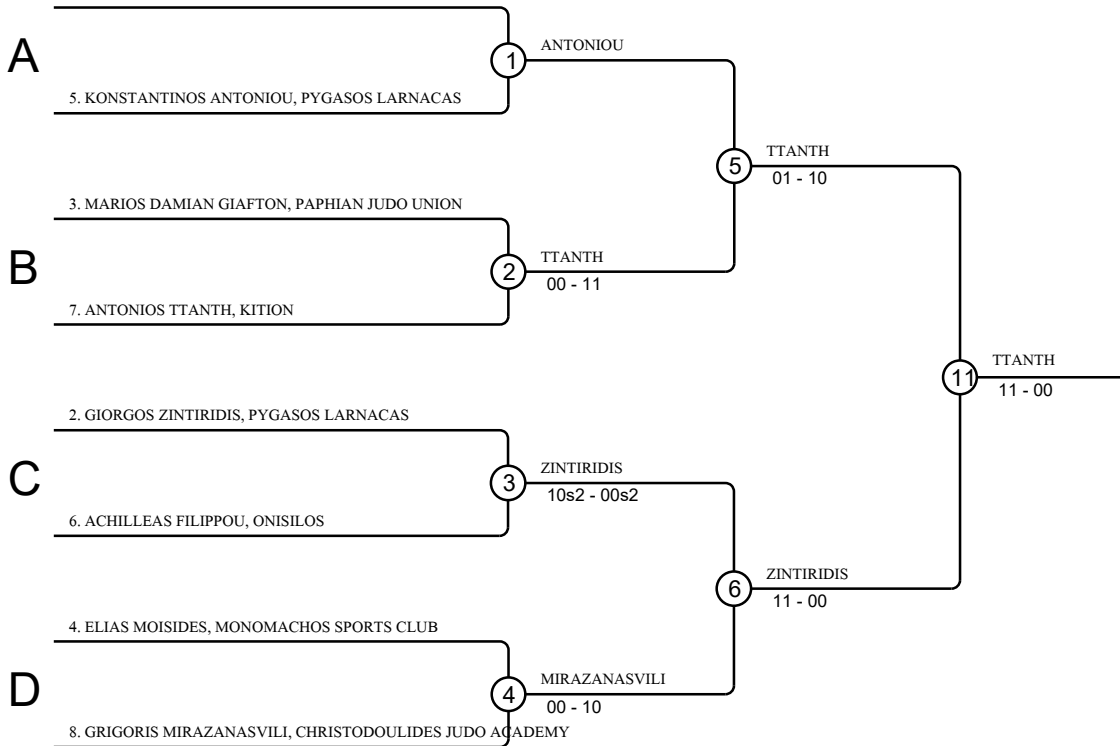 A
1
ANTONIOU
5. KONSTANTINOS ANTONIOU, PYGASOS LARNACAS
5
TTANTH
01 - 10
3. MARIOS DAMIAN GIAFTON, PAPHIAN JUDO UNION
B
2
TTANTH
00 - 11
7. ANTONIOS TTANTH, KITION
11
TTANTH
11 - 00
2. GIORGOS ZINTIRIDIS, PYGASOS LARNACAS
C
3
ZINTIRIDIS
10s2 - 00s2
6. ACHILLEAS FILIPPOU, ONISILOS
6
ZINTIRIDIS
11 - 00
4. ELIAS MOISIDES, MONOMACHOS SPORTS CLUB
D
4
MIRAZANASVILI
00 - 10
8. GRIGORIS MIRAZANASVILI, CHRISTODOULIDES JUDO ACADEMY